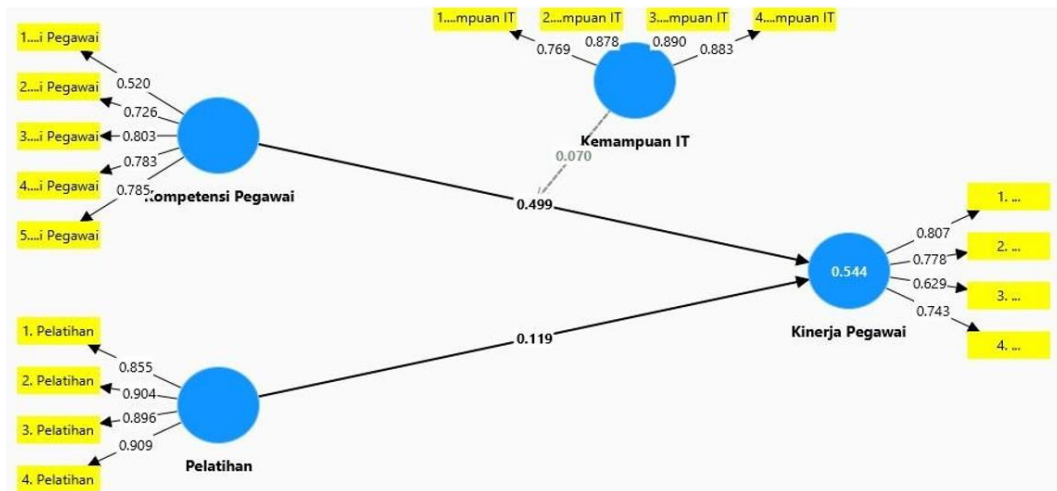 1....mpuan IT 2....mpuan IT 3....mpuan IT 4....mpuan IT
0.769 0.878 0.890 0.883
Kemampuan IT
0.070
1....i Pegawai
2....i Pegawai
3....i Pegawai
4....i Pegawai
5....i Pegawai
0.520
0.726
0.803
0.783
0.785
ompetensi Pegawai
0.499
1. ...
2. ...
3. ...
4. ...
0.807
0.778
0.629
0.743
0.544
Kinerja Pegawai
0.119
1. Pelatihan
2. Pelatihan
3. Pelatihan
4. Pelatihan
0.855
0.904
0.896
0.909
Pelatihan